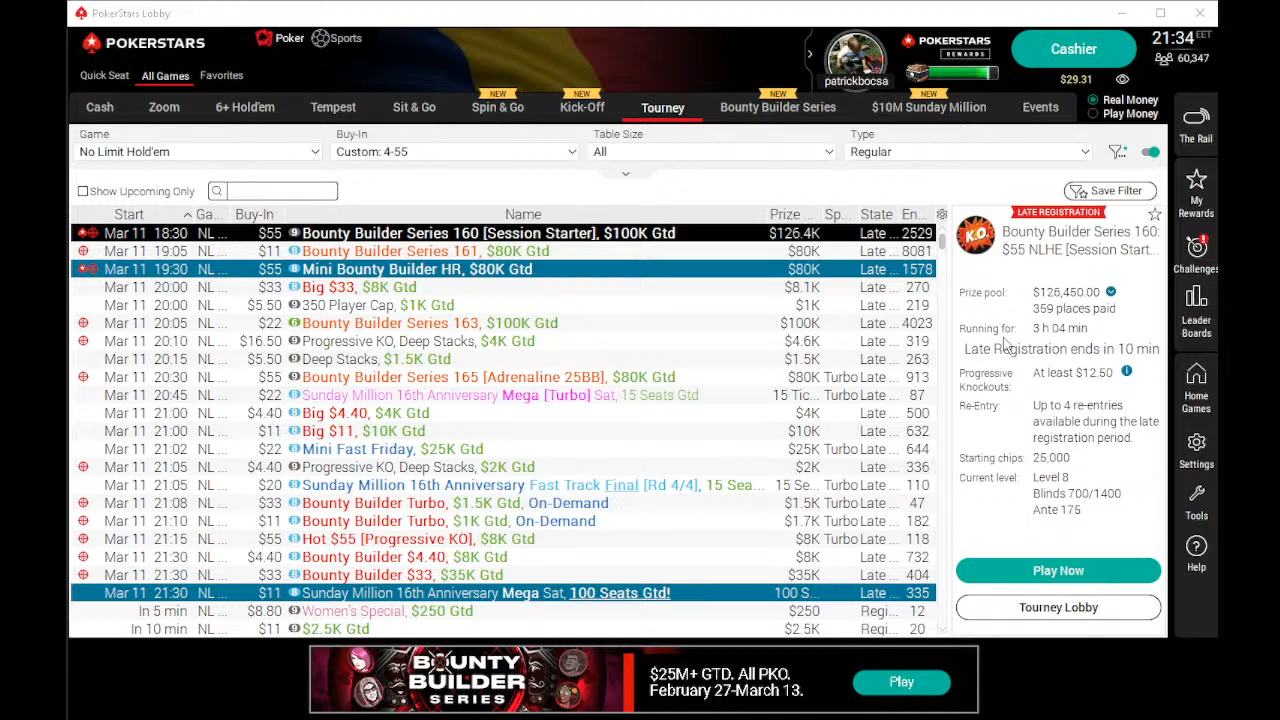 PokerStars Lobby
POKERSTARS
Poker
Sports
Quick Seat All Games Favorites
patrickbocsa
POKERSTARS
REWARDS
Cashier
$29.31
21:34 EET
60,347
NEW NEW NEW NEW
Cash Zoom 6+ Hold'em Tempest Sit & Go Spin & Go Kick-Off Tourney Bounty Builder Series $10M Sunday Million Events
Real Money
Play Money
Game Buy-In Table Size Type
No Limit Hold'em Custom: 4-55 All Regular
Show Upcoming Only
Save Filter
Start Ga... Buy-In Name Prize ... Sp... State En...
Mar 11 18:30 $55 9 Bounty Builder Series 160 [Session Starter], $100K Gtd $126.4K Late ... 2529
Mar 11 19:05 NL ... $11 8 Bounty Builder Series 161, $80K Gtd $80K Late ... 8081
Mar 11 19:30 NL ... $55 8 Mini Bounty Builder HR, $80K Gtd $80K Late ... 1578
Mar 11 20:00 NL ... $33 8 Big $33, $8K Gtd $8.1K Late ... 270
Mar 11 20:00 NL ... $5.50 9 350 Player Cap, $1K Gtd $1K Late ... 219
Mar 11 20:05 NL ... $22 6 Bounty Builder Series 163, $100K Gtd $100K Late ... 4023
Mar 11 20:10 NL ... $16.50 9 Progressive KO, Deep Stacks, $4K Gtd $4.6K Late ... 319
Mar 11 20:15 NL ... $5.50 9 Deep Stacks, $1.5K Gtd $1.5K Late ... 263
Mar 11 20:30 NL ... $55 8 Bounty Builder Series 165 [Adrenaline 25BB], $80K Gtd $80K Turbo Late ... 913
Mar 11 20:45 NL ... $22 8 Sunday Million 16th Anniversary Mega [Turbo] Sat, 15 Seats Gtd 15 Tic... Turbo Late ... 87
Mar 11 21:00 NL ... $4.40 8 Big $4.40, $4K Gtd $4K Late ... 500
Mar 11 21:00 NL ... $11 8 Big $11, $10K Gtd $10K Late ... 632
Mar 11 21:02 NL ... $22 8 Mini Fast Friday, $25K Gtd $25K Turbo Late ... 644
Mar 11 21:05 NL ... $4.40 9 Progressive KO, Deep Stacks, $2K Gtd $2K Late ... 336
Mar 11 21:05 NL ... $20 8 Sunday Million 16th Anniversary Fast Track Final [Rd 4/4], 15 Sea... 15 Se... Turbo Late ... 110
Mar 11 21:08 NL ... $11 8 Bounty Builder Turbo, $1.5K Gtd, On-Demand $1.5K Turbo Late ... 47
Mar 11 21:10 NL ... $11 8 Bounty Builder Turbo, $1K Gtd, On-Demand $1.7K Turbo Late ... 182
Mar 11 21:15 NL ... $55 8 Hot $55 [Progressive KO], $8K Gtd $8K Turbo Late ... 118
Mar 11 21:30 NL ... $4.40 8 Bounty Builder $4.40, $8K Gtd $8K Late ... 732
Mar 11 21:30 NL ... $33 8 Bounty Builder $33, $35K Gtd $35K Late ... 404
Mar 11 21:30 NL ... $11 8 Sunday Million 16th Anniversary Mega Sat, 100 Seats Gtd! 100 S... Late ... 335
In 5 min NL ... $8.80 9 Women's Special, $250 Gtd $250 Regi... 12
In 10 min NL ... $11 9 $2.5K Gtd $2.5K Regi... 20
LATE REGISTRATION
K.O.
Bounty Builder Series 160:
$55 NLHE [Session Start...
Prize pool: $126,450.00
359 places paid
Running for: 3 h 04 min
Late Registration ends in 10 min
Progressive Knockouts: At least $12.50
Re-Entry: Up to 4 re-entries
available during the late
registration period.
Starting chips: 25,000
Current level: Level 8
Blinds 700/1400
Ante 175
Play Now
Tourney Lobby
The Rail
My
Rewards
Challenges
Leader
Boards
Home
Games
Settings
Tools
Help
BOUNTY
BUILDER
SERIES
$25M+ GTD. All PKO.
February 27-March 13.
Play